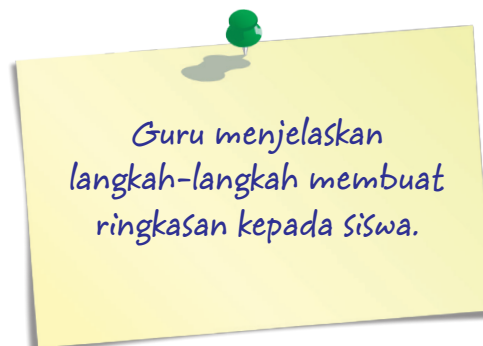 Guru menjelaskan
langkah-langkah membuat
ringkasan kepada siswa.